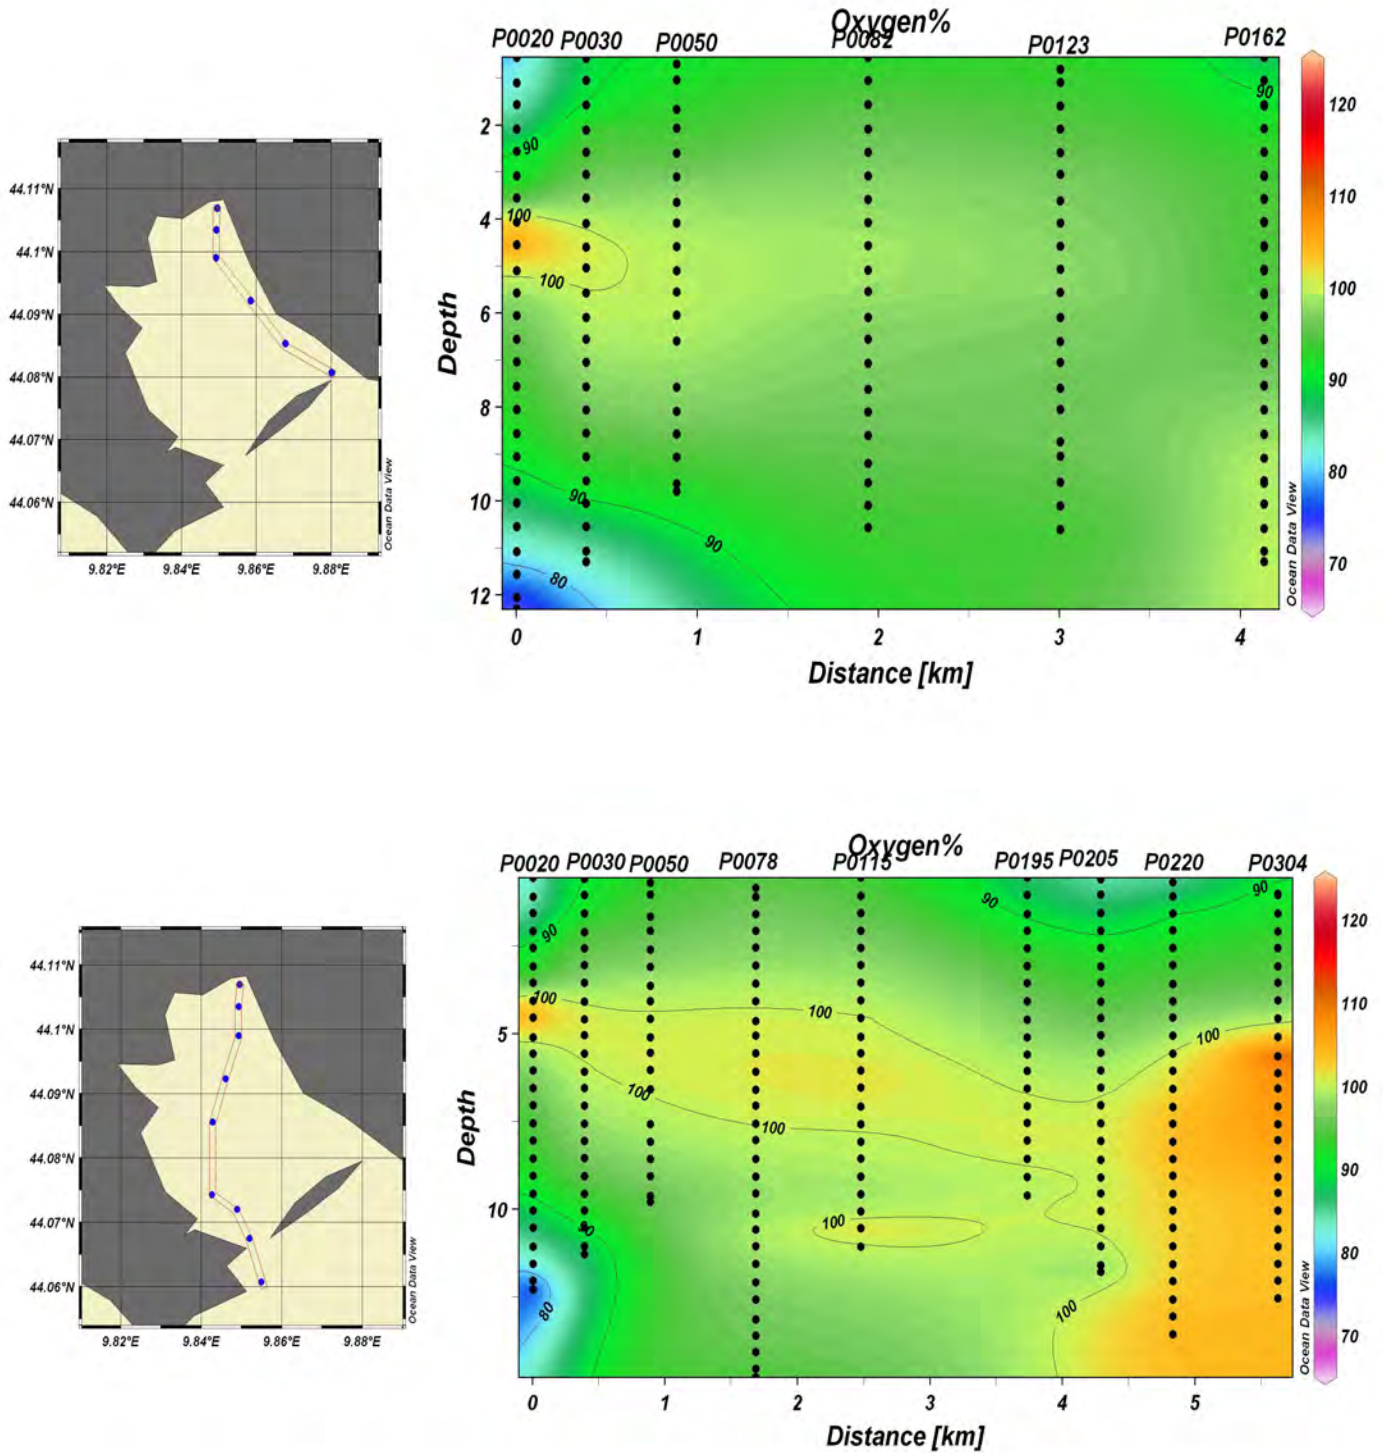 Oxygen%
P0020 P0030 P0050 P0082 P0123 P0162
44.11°N
44.1°N
44.09°N
44.08°N
44.07°N
44.06°N
9.82°E 9.84°E 9.86°E 9.88°E
Ocean Data View
Depth
2
4
6
8
10
12
90
90
100
100
90
90
80
0 1 2 3 4
Distance [km]
Ocean Data View
120
110
100
90
80
70
Oxygen%
P0020 P0030 P0050 P0078 P0115 P0195 P0205 P0220 P0304
44.11°N
44.1°N
44.09°N
44.08°N
44.07°N
44.06°N
9.82°E 9.84°E 9.86°E 9.88°E
Ocean Data View
Depth
5
10
90
90
90
100
100
100
100
100
100
90
80
100
0 1 2 3 4 5
Distance [km]
Ocean Data View
120
110
100
90
80
70